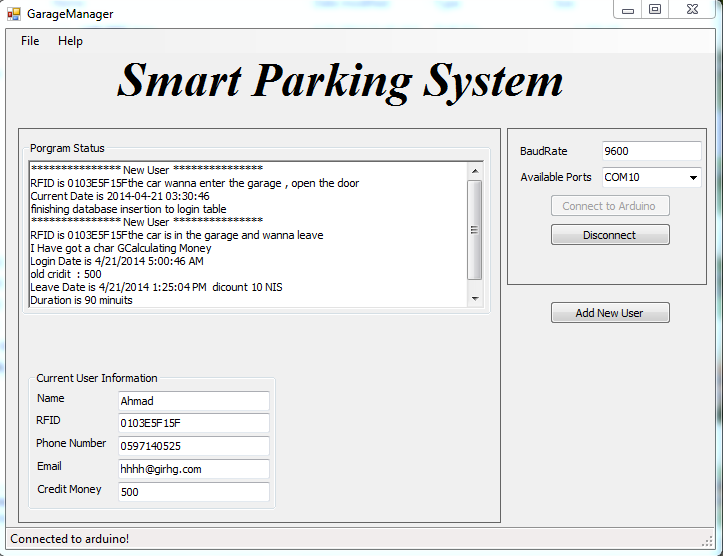 GarageManager
File Help
Smart Parking System
Porgram Status
*************** New User ***************
RFID is 0103E5F15Fthe car wanna enter the garage , open the door
Current Date is 2014-04-21 03:30:46
finishing database insertion to login table
*************** New User ***************
RFID is 0103E5F15Fthe car is in the garage and wanna leave
I Have got a char GCalculating Money
Login Date is 4/21/2014 5:00:46 AM
old cridit : 500
Leave Date is 4/21/2014 1:25:04 PM dicount 10 NIS
Duration is 90 minuits
BaudRate 9600
Available Ports COM10
Connect to Arduino
Disconnect
Add New User
Current User Information
Name Ahmad
RFID 0103E5F15F
Phone Number 0597140525
Email hhhh@girhg.com
Credit Money 500
Connected to arduino!